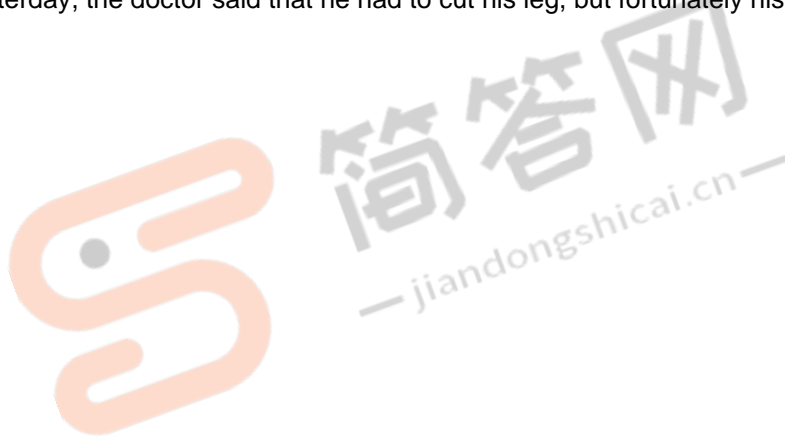 terday, the doctor said that he had to cut his leg, but fortunately his
简答网
jiandongshicai.cn